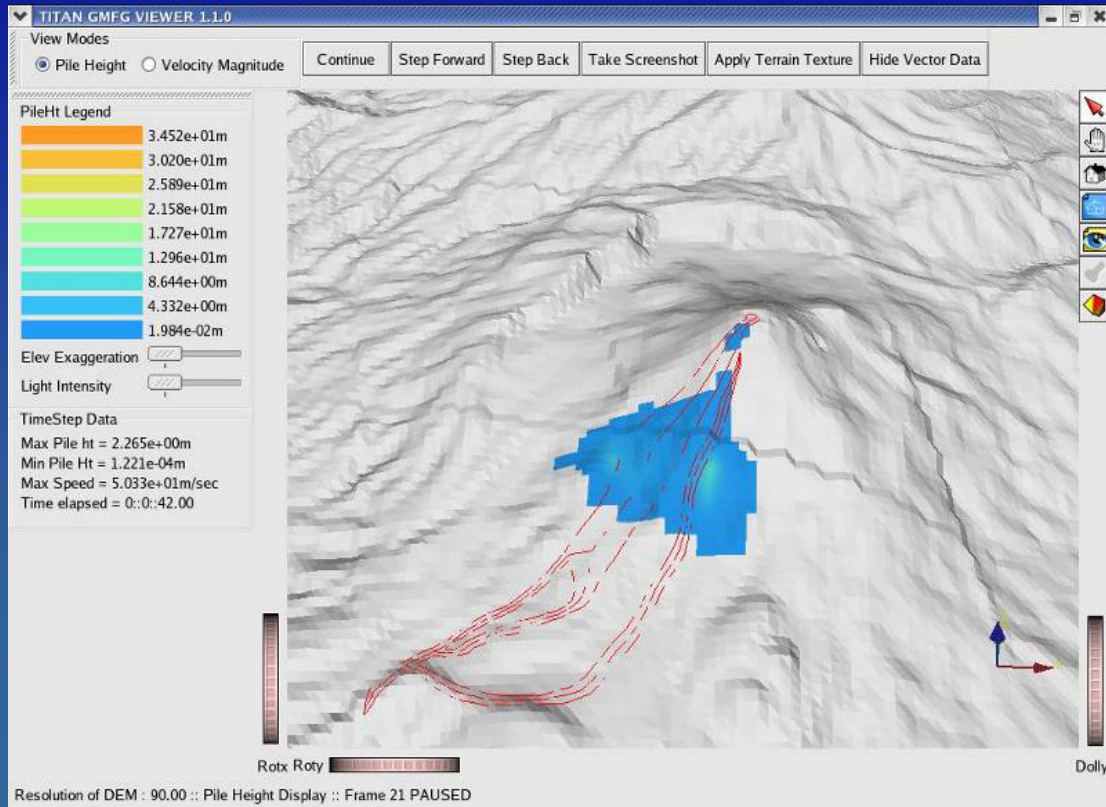 TITAN GMFG VIEWER 1.1.0
View Modes
Pile Height Velocity Magnitude
Continue Step Forward Step Back Take Screenshot Apply Terrain Texture Hide Vector Data
PileHt Legend
3.452e+01m
3.020e+01m
2.589e+01m
2.158e+01m
1.727e+01m
1.296e+01m
8.644e+00m
4.332e+00m
1.984e-02m
Elev Exaggeration
Light Intensity
TimeStep Data
Max Pile ht = 2.265e+00m
Min Pile Ht = 1.221e-04m
Max Speed = 5.033e+01m/sec
Time elapsed = 0::0::42.00
Rotx Roty
Dolly
Resolution of DEM : 90.00 :: Pile Height Display :: Frame 21 PAUSED